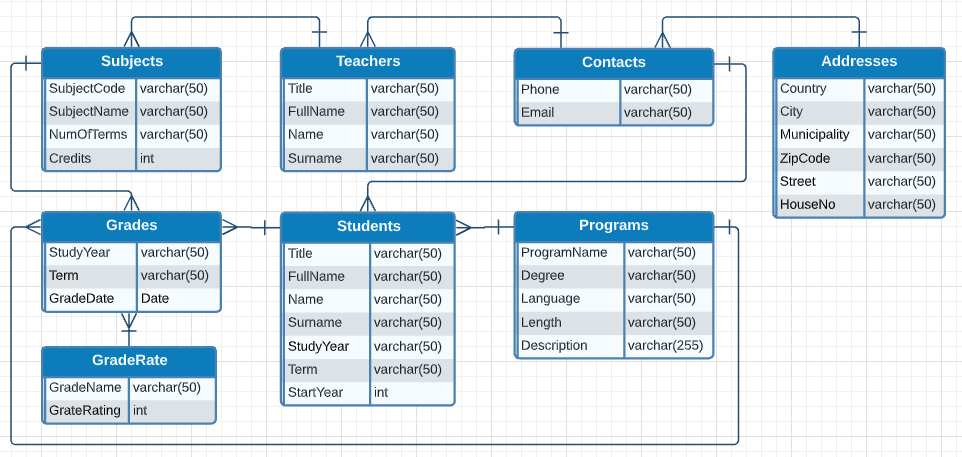 Subjects
SubjectCode varchar(50)
SubjectName varchar(50)
NumOfTerms varchar(50)
Credits int
Teachers
Title varchar(50)
FullName varchar(50)
Name varchar(50)
Surname varchar(50)
Contacts
Phone varchar(50)
Email varchar(50)
Addresses
Country varchar(50)
City varchar(50)
Municipality varchar(50)
ZipCode varchar(50)
Street varchar(50)
HouseNo varchar(50)
Grades
StudyYear varchar(50)
Term varchar(50)
GradeDate Date
Students
Title varchar(50)
FullName varchar(50)
Name varchar(50)
Surname varchar(50)
StudyYear varchar(50)
Term varchar(50)
StartYear int
Programs
ProgramName varchar(50)
Degree varchar(50)
Language varchar(50)
Length varchar(50)
Description varchar(255)
GradeRate
GradeName varchar(50)
GrateRating int